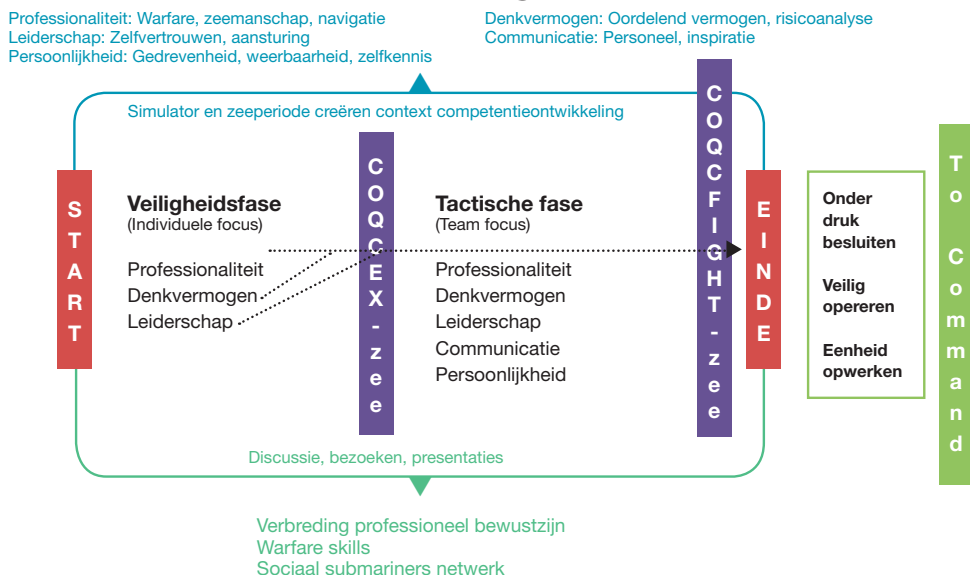 Professionaliteit: Warfare, zeemanschap, navigatie
Leiderschap: Zelfvertrouwen, aansturing
Persoonlijkheid: Gedrevenheid, weerbaarheid, zelfkennis
Denkvermogen: Oordelend vermogen, risicoanalyse
Communicatie: Personeel, inspiratie
Simulator en zeeperiode creëren context competentieontwikkeling
START
Veiligheidsfase
(Individuele focus)
Professionaliteit
Denkvermogen
Leiderschap
COQCEX-zee
Tactische fase
(Team focus)
Professionaliteit
Denkvermogen
Leiderschap
Communicatie
Persoonlijkheid
COQCFIGHT-zee
EINDE
Onder
druk
besluiten
Veilig
opereren
Eenheid
opwerken
To Command
Discussie, bezoeken, presentaties
Verbreding professioneel bewustzijn
Warfare skills
Sociaal submariners netwerk